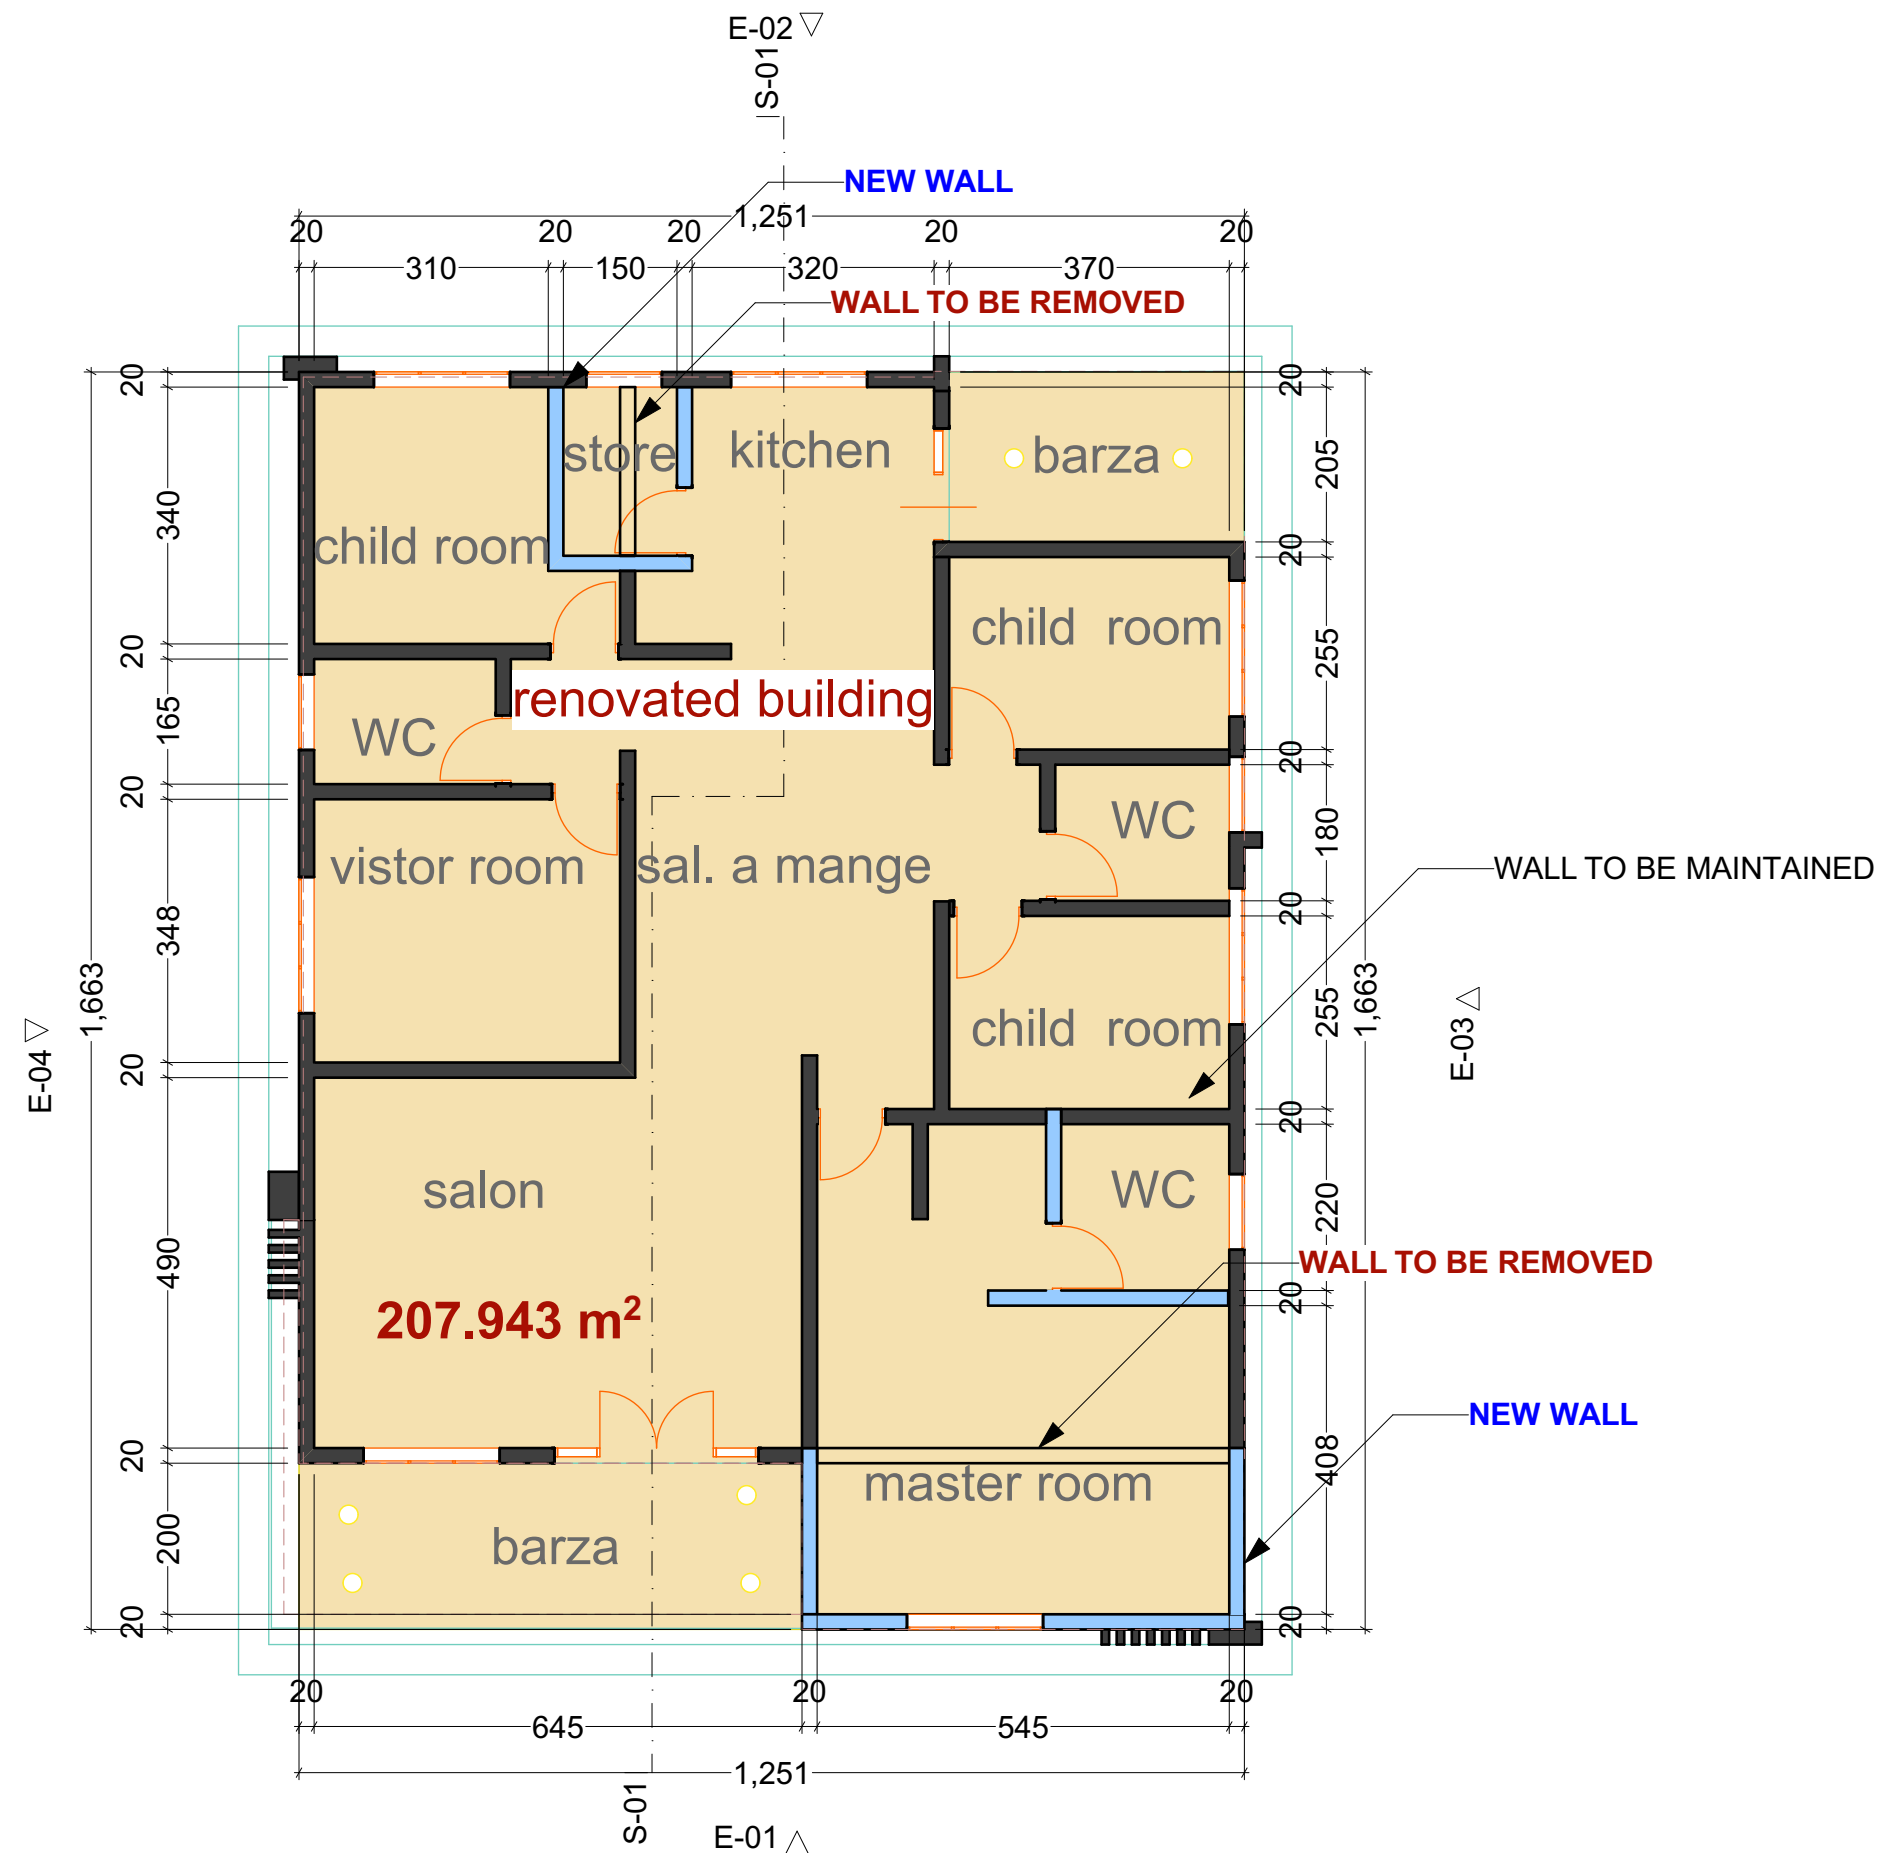 E-02
S-01
NEW WALL
1,251
20 20 20 20 20
310 150 320 370
WALL TO BE REMOVED
20 20
store kitchen barza
205
340
child room
20
child room
255
20
renovated building
165
WC
20
20
WC
180
vistor room sal. a mange
WALL TO BE MAINTAINED
20
348
1,663 1,663
255
E-04 E-03
child room
20
20
salon WC
220
490
WALL TO BE REMOVED
20
207.943 m²
NEW WALL
408
20
master room
200
barza
20 20
20 20 20
645 545
1,251
S-01
E-01